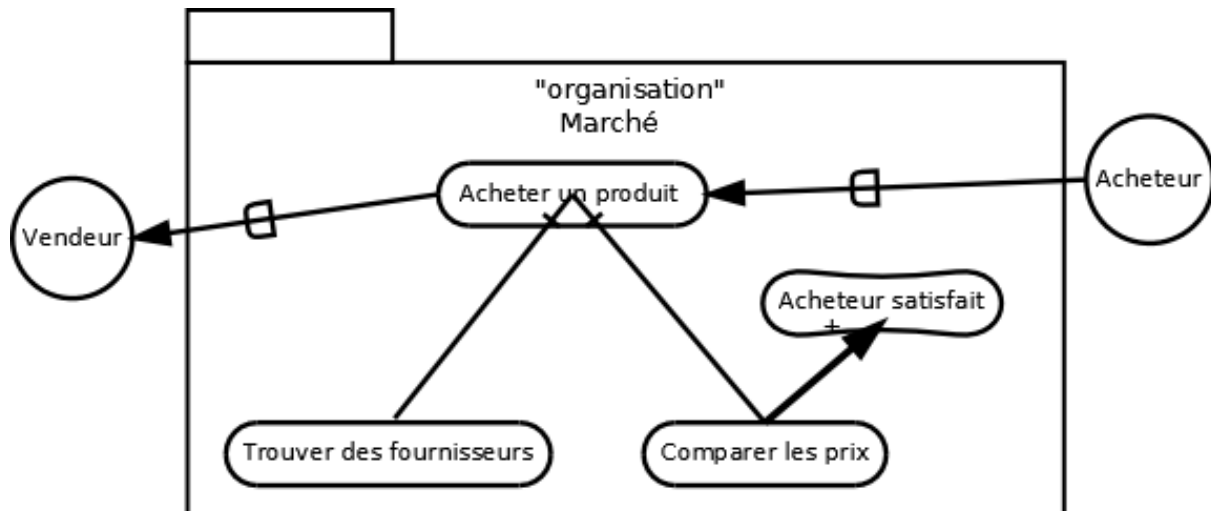 "organisation"
Marché
Acheter un produit
Acheteur
Vendeur
Acheteur satisfait
+
Trouver des fournisseurs
Comparer les prix